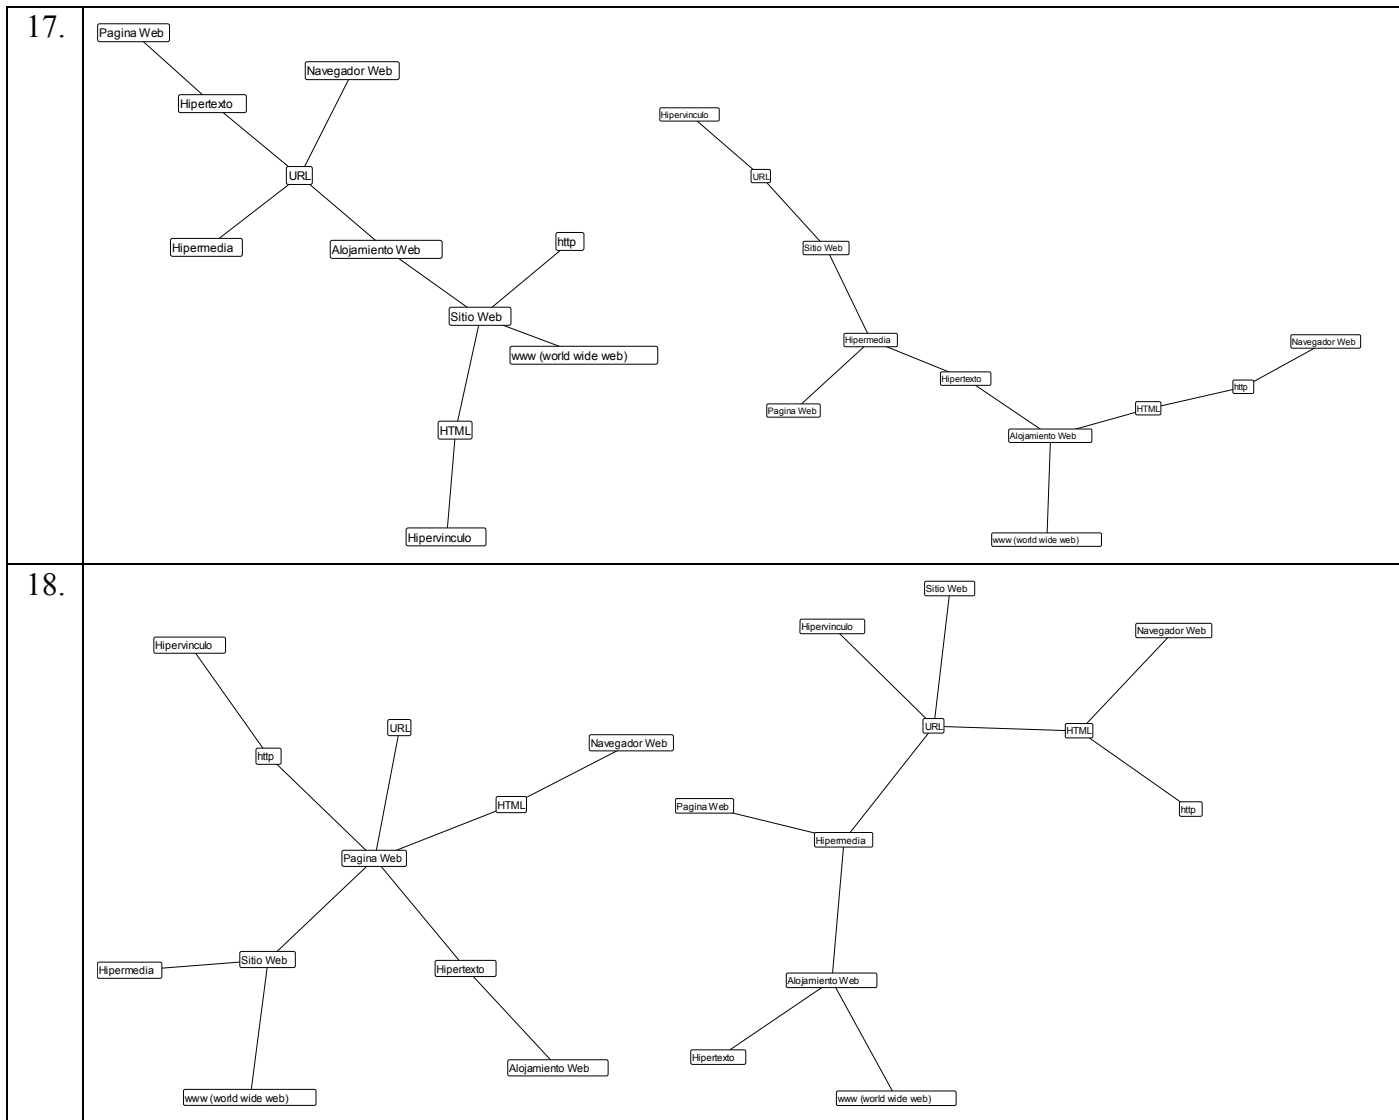 17.
Pagina Web
Navegador Web
Hipertexto
URL
Hipermedia
Alojamiento Web
http
Sitio Web
www (world wide web)
HTML
Hipervinculo
Hipervinculo
URL
Sitio Web
Hipermedia
Navegador Web
Hipertexto
http
Pagina Web
HTML
Alojamiento Web
www (world wide web)
18.
Hipervinculo
URL
Navegador Web
http
HTML
Pagina Web
Sitio Web
Hipermedia
Hipertexto
Alojamiento Web
www (world wide web)
Sitio Web
Hipervinculo
Navegador Web
URL
HTML
Pagina Web
http
Hipermedia
Alojamiento Web
Hipertexto
www (world wide web)